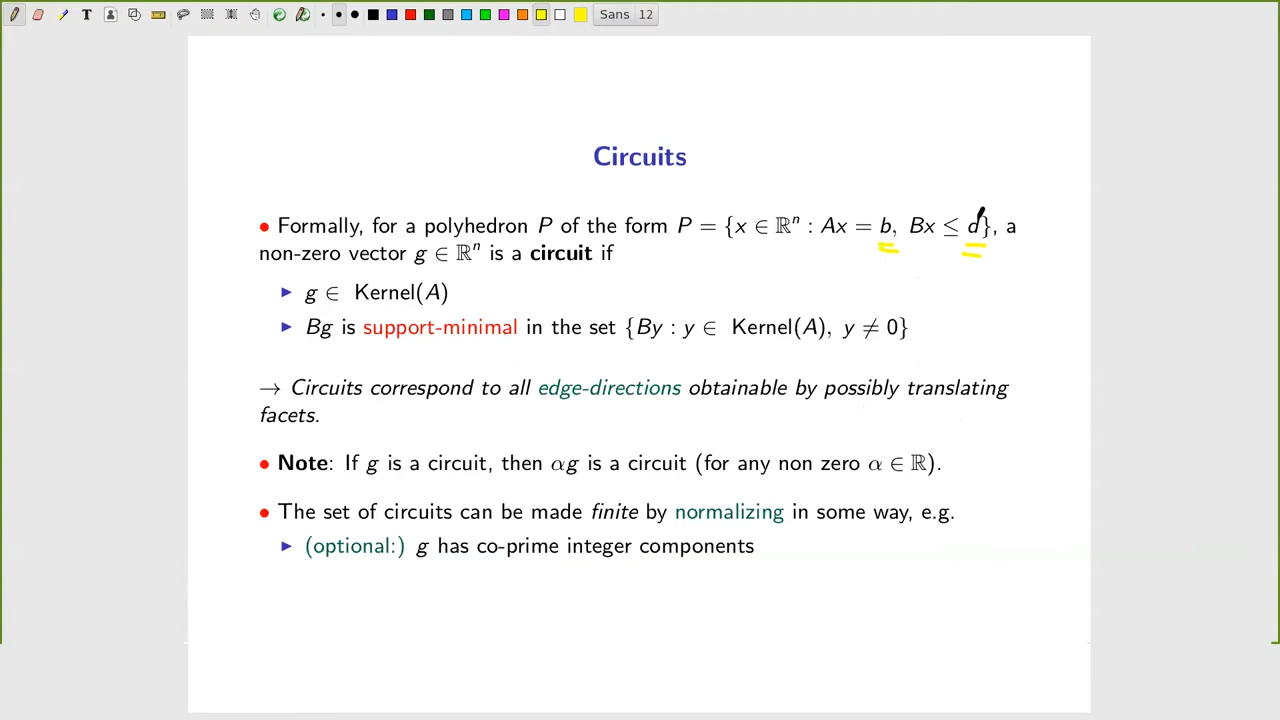 Sans 12
Circuits
• Formally, for a polyhedron P of the form P = {x ∈ ℝⁿ : Ax = b, Bx ≤ d}, a
non-zero vector g ∈ ℝⁿ is a circuit if
▶ g ∈ Kernel(A)
▶ Bg is support-minimal in the set {By : y ∈ Kernel(A), y ≠ 0}
→ Circuits correspond to all edge-directions obtainable by possibly translating
facets.
• Note: If g is a circuit, then αg is a circuit (for any non zero α ∈ ℝ).
• The set of circuits can be made finite by normalizing in some way, e.g.
▶ (optional:) g has co-prime integer components